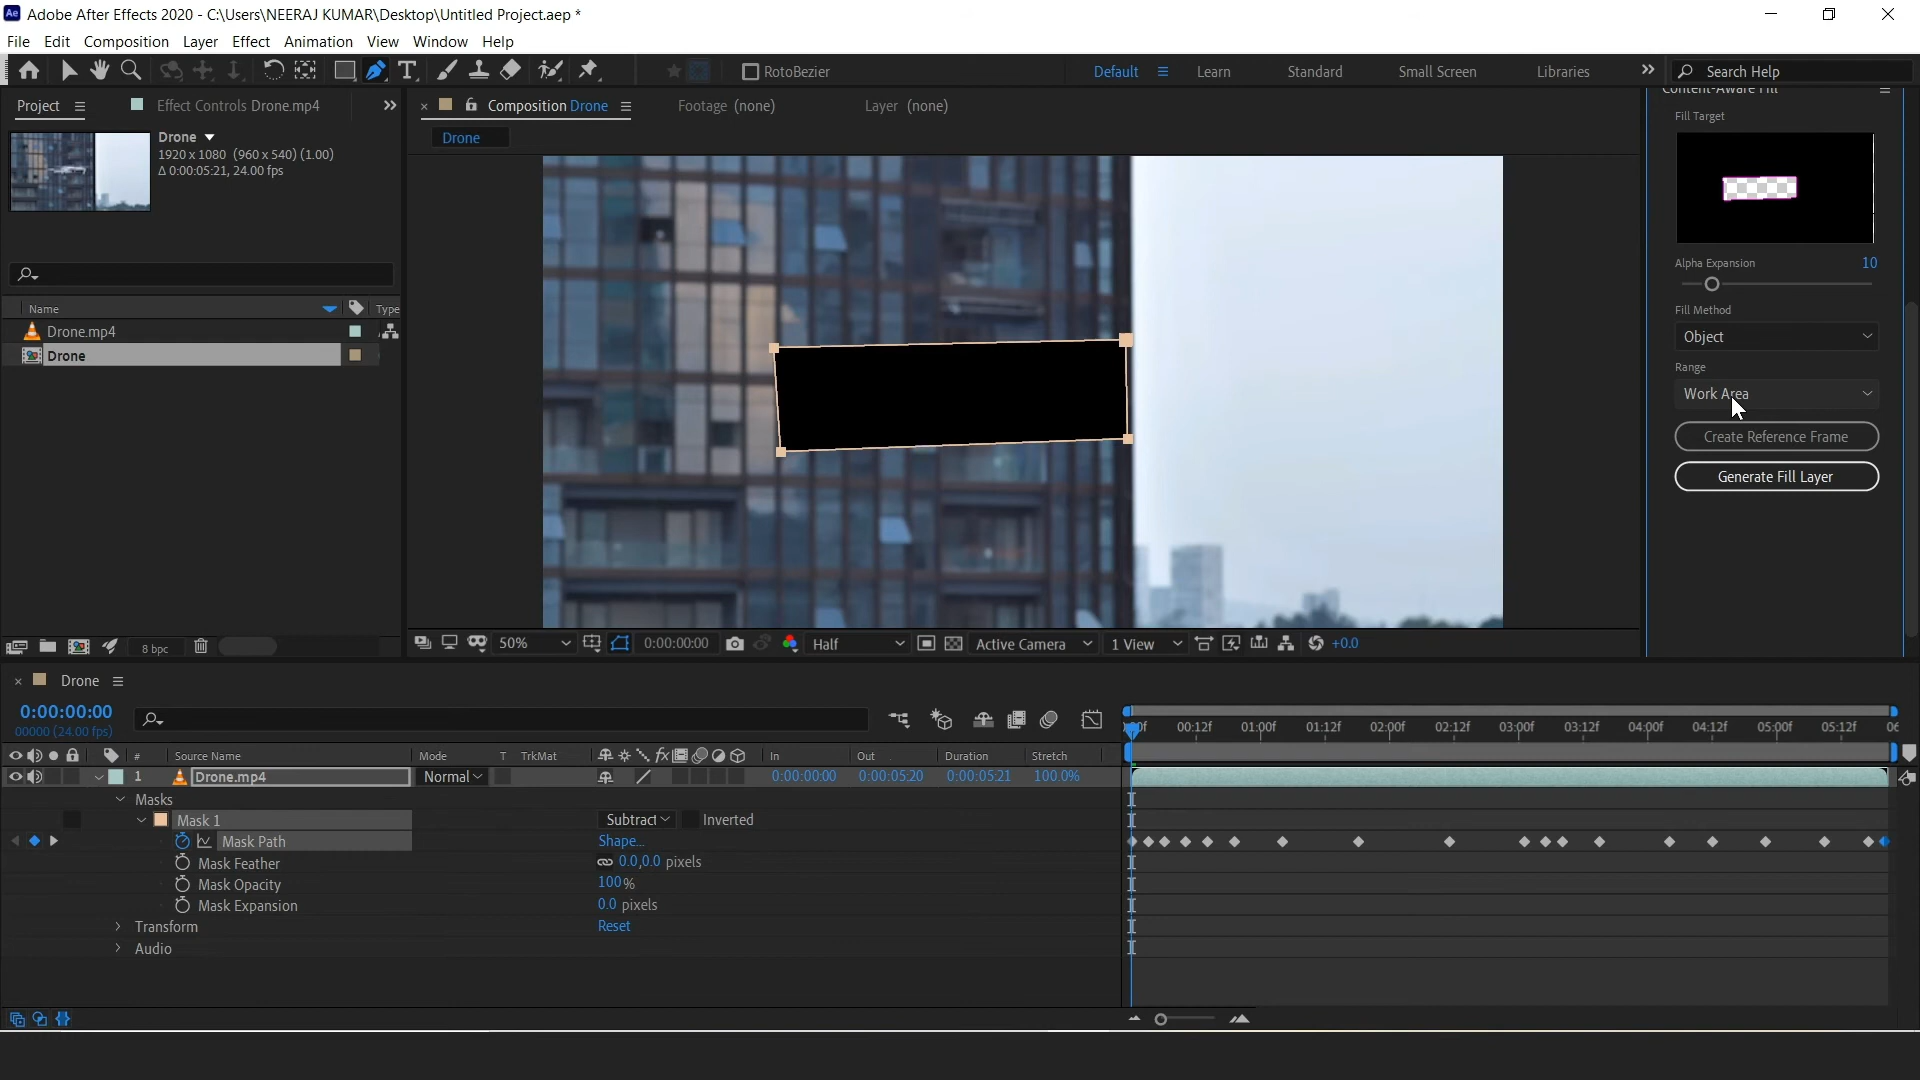 Adobe After Effects 2020 - C:\Users\NEERAJ KUMAR\Desktop\Untitled Project.aep *
File Edit Composition Layer Effect Animation View Window Help
RotoBezier Default Learn Standard Small Screen Libraries Search Help
Project Effect Controls Drone.mp4 Composition Drone Footage (none) Layer (none) Content-Aware Fill
Drone
1920 x 1080 (960 x 540) (1.00)
Δ 0:00:05:21, 24.00 fps
Drone
Fill Target
Alpha Expansion 10
Fill Method
Object
Range
Work Area
Create Reference Frame
Generate Fill Layer
Name Type
Drone.mp4
Drone
8 bpc
50% 0:00:00:00 Half Active Camera 1 View +0.0
Drone
0:00:00:00
00000 (24.00 fps)
00:12f 01:00f 01:12f 02:00f 02:12f 03:00f 03:12f 04:00f 04:12f 05:00f 05:12f
# Source Name Mode T TrkMat In Out Duration Stretch
1 Drone.mp4 Normal 0:00:00:00 0:00:05:20 0:00:05:21 100.0%
Masks
Mask 1 Subtract Inverted
Mask Path Shape...
Mask Feather 0.0,0.0 pixels
Mask Opacity 100%
Mask Expansion 0.0 pixels
Transform Reset
Audio